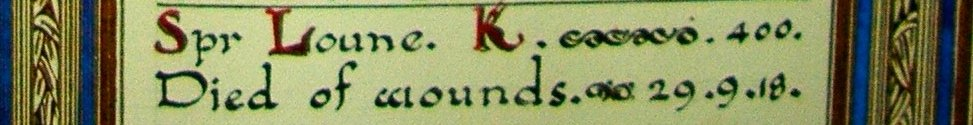 Spr Loune. K. 400.
Died of wounds. 29.9.18.